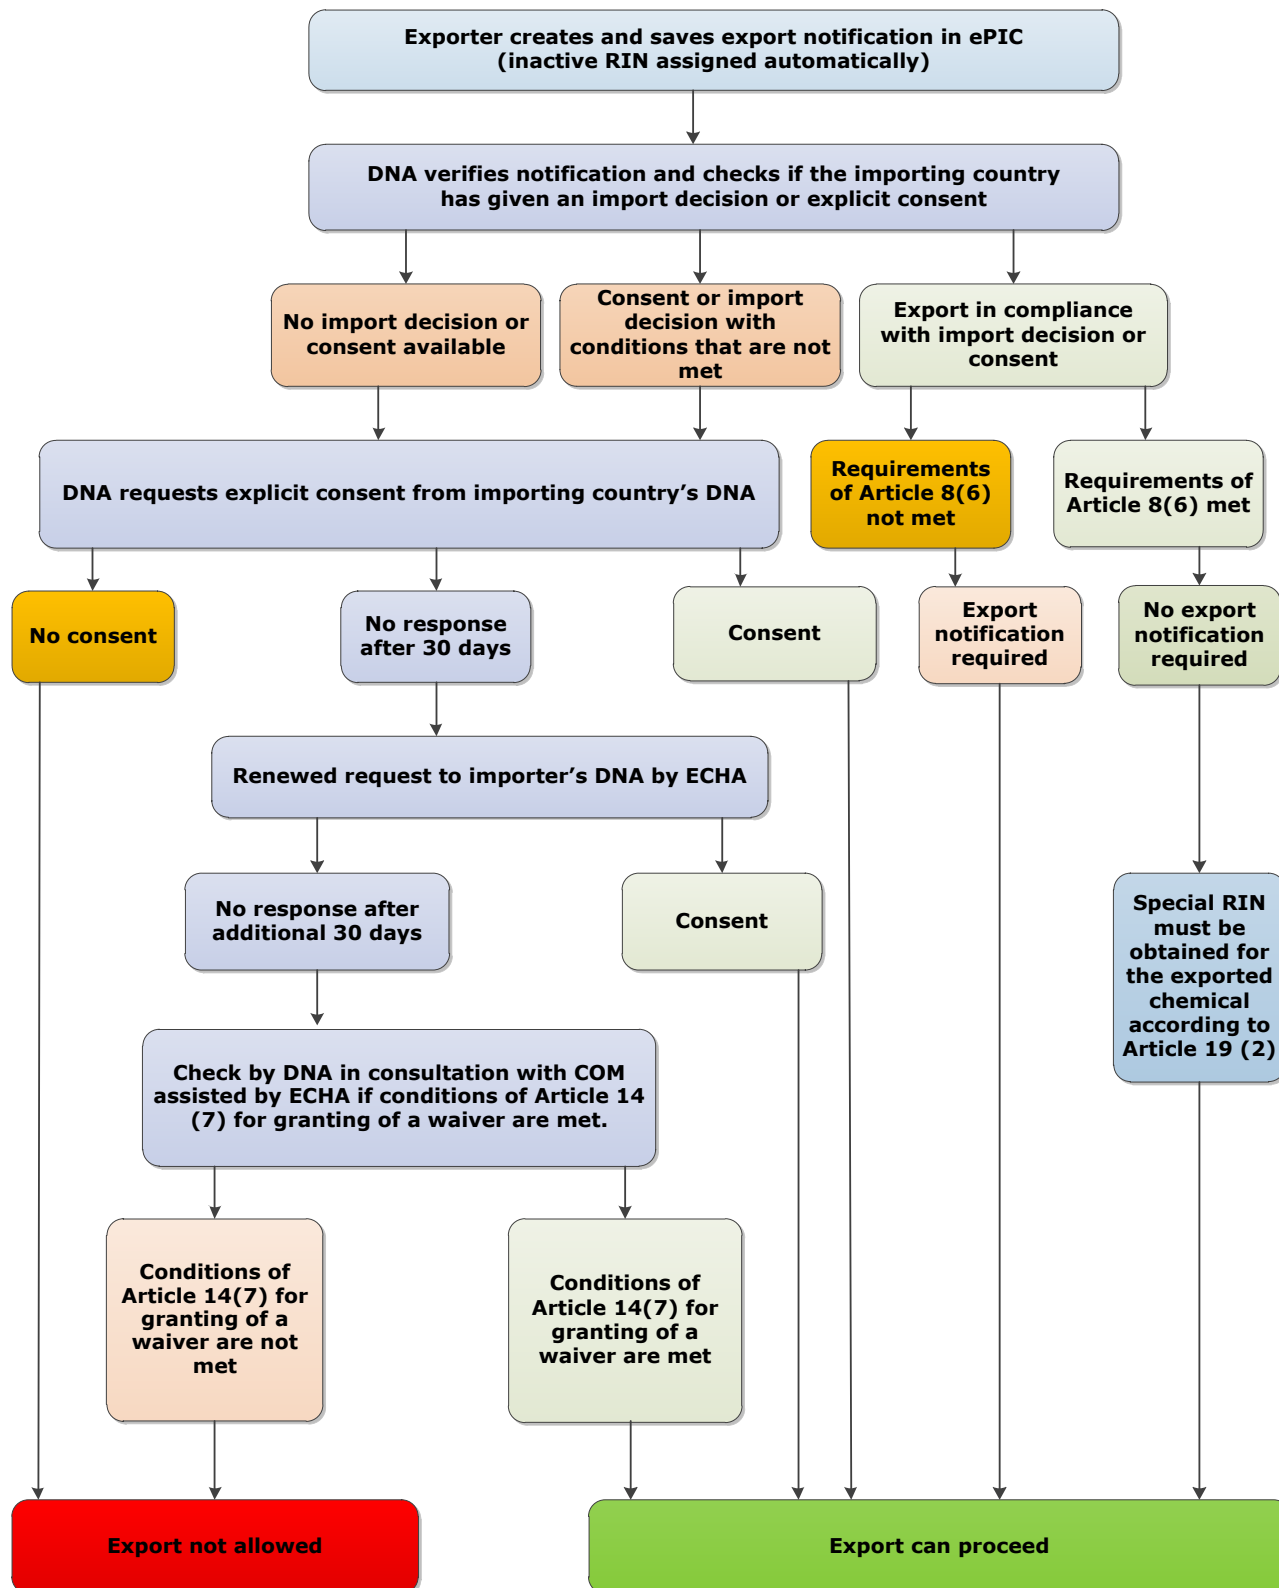 Exporter creates and saves export notification in ePIC
(inactive RIN assigned automatically)
DNA verifies notification and checks if the importing country
has given an import decision or explicit consent
No import decision or
consent available
Consent or import
decision with
conditions that are not
met
Export in compliance
with import decision or
consent
DNA requests explicit consent from importing country’s DNA
Requirements
of Article 8(6)
not met
Requirements of
Article 8(6) met
No consent
No response
after 30 days
Consent
Export
notification
required
No export
notification
required
Renewed request to importer’s DNA by ECHA
No response after
additional 30 days
Consent
Special RIN
must be
obtained for
the exported
chemical
according to
Article 19 (2)
Check by DNA in consultation with COM
assisted by ECHA if conditions of Article 14
(7) for granting of a waiver are met.
Conditions of
Article 14(7) for
granting of a
waiver are not
met
Conditions of
Article 14(7) for
granting of a
waiver are met
Export not allowed
Export can proceed